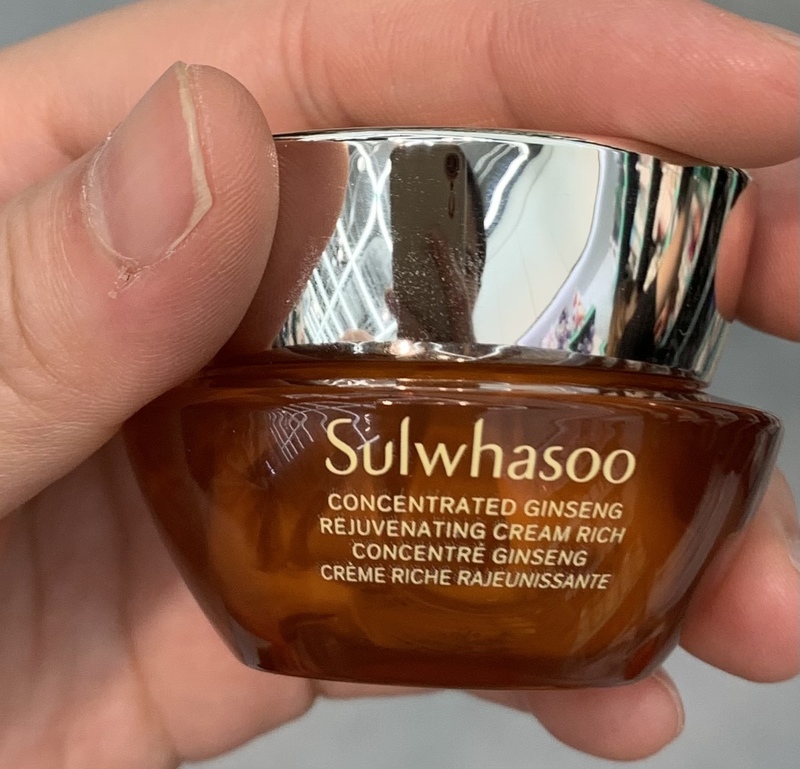 Sulwhasoo
CONCENTRATED GINSENG
REJUVENATING CREAM RICH
CONCENTRÉ GINSENG
CRÈME RICHE RAJEUNISSANTE